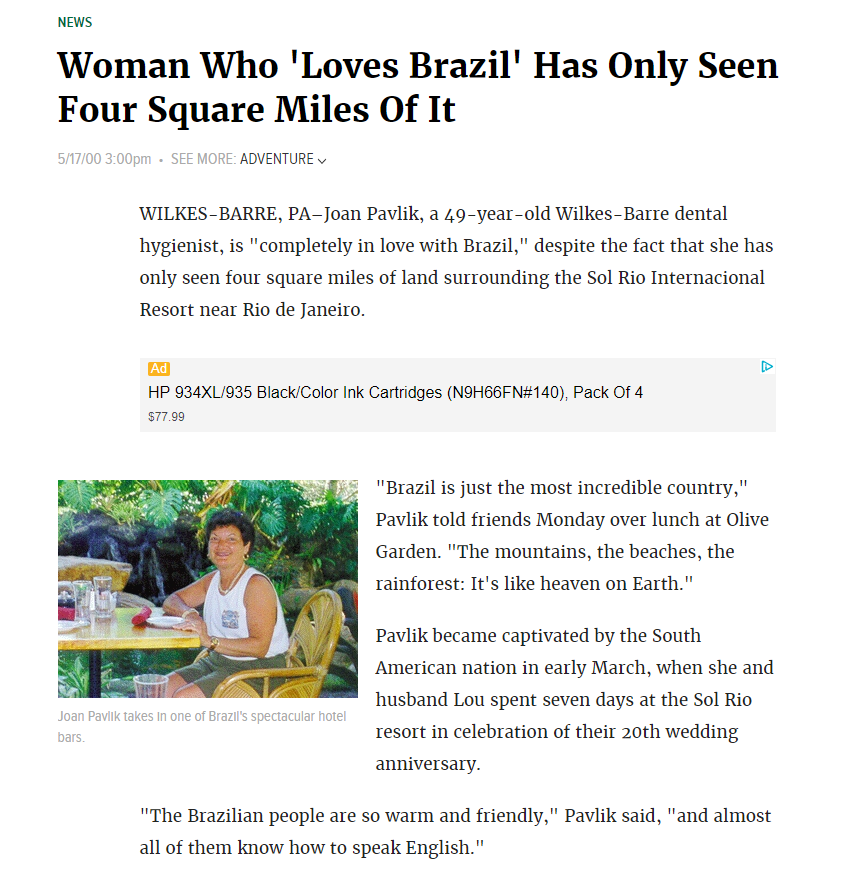 NEWS
Woman Who 'Loves Brazil' Has Only Seen
Four Square Miles Of It
5/17/00 3:00pm • SEE MORE: ADVENTURE
WILKES-BARRE, PA–Joan Pavlik, a 49-year-old Wilkes-Barre dental
hygienist, is "completely in love with Brazil," despite the fact that she has
only seen four square miles of land surrounding the Sol Rio Internacional
Resort near Rio de Janeiro.
Ad
HP 934XL/935 Black/Color Ink Cartridges (N9H66FN#140), Pack Of 4
$77.99
"Brazil is just the most incredible country,"
Pavlik told friends Monday over lunch at Olive
Garden. "The mountains, the beaches, the
rainforest: It's like heaven on Earth."
Pavlik became captivated by the South
American nation in early March, when she and
husband Lou spent seven days at the Sol Rio
resort in celebration of their 20th wedding
anniversary.
Joan Pavlik takes in one of Brazil's spectacular hotel
bars.
"The Brazilian people are so warm and friendly," Pavlik said, "and almost
all of them know how to speak English."